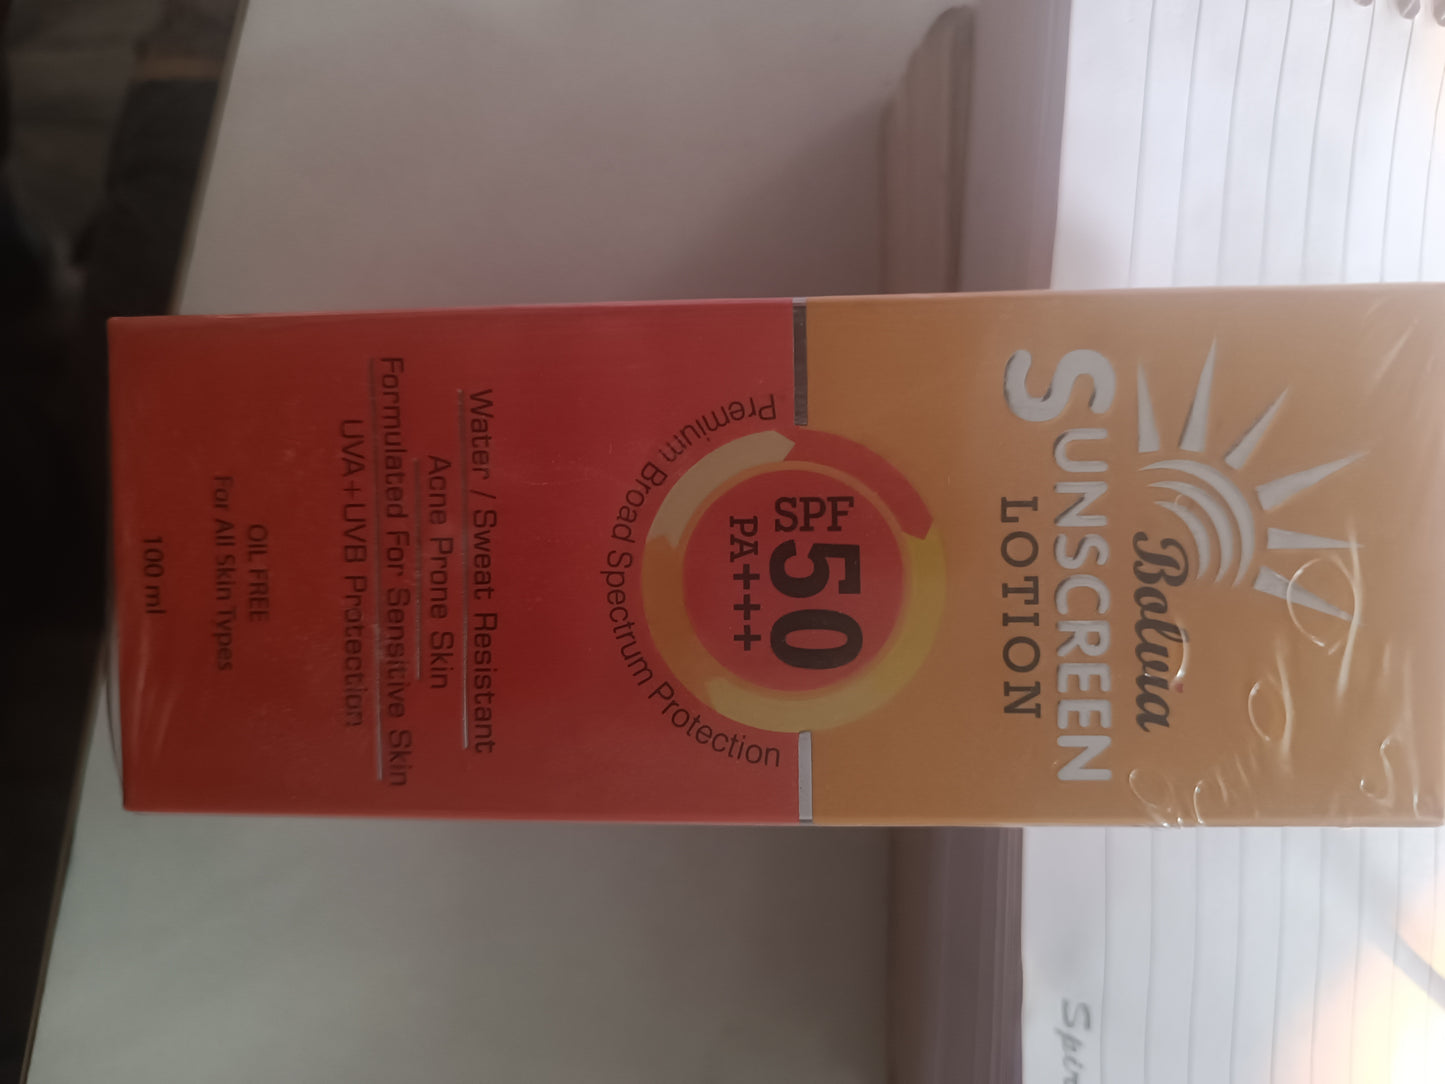 Bolivia
SUNSCREEN
LOTION
SPF
50
PA+++
Premium Broad Spectrum Protection
Water / Sweat Resistant
Acne Prone Skin
Formulated For Sensitive Skin
UVA+UVB Protection
OIL FREE
For All Skin Types
100 ml